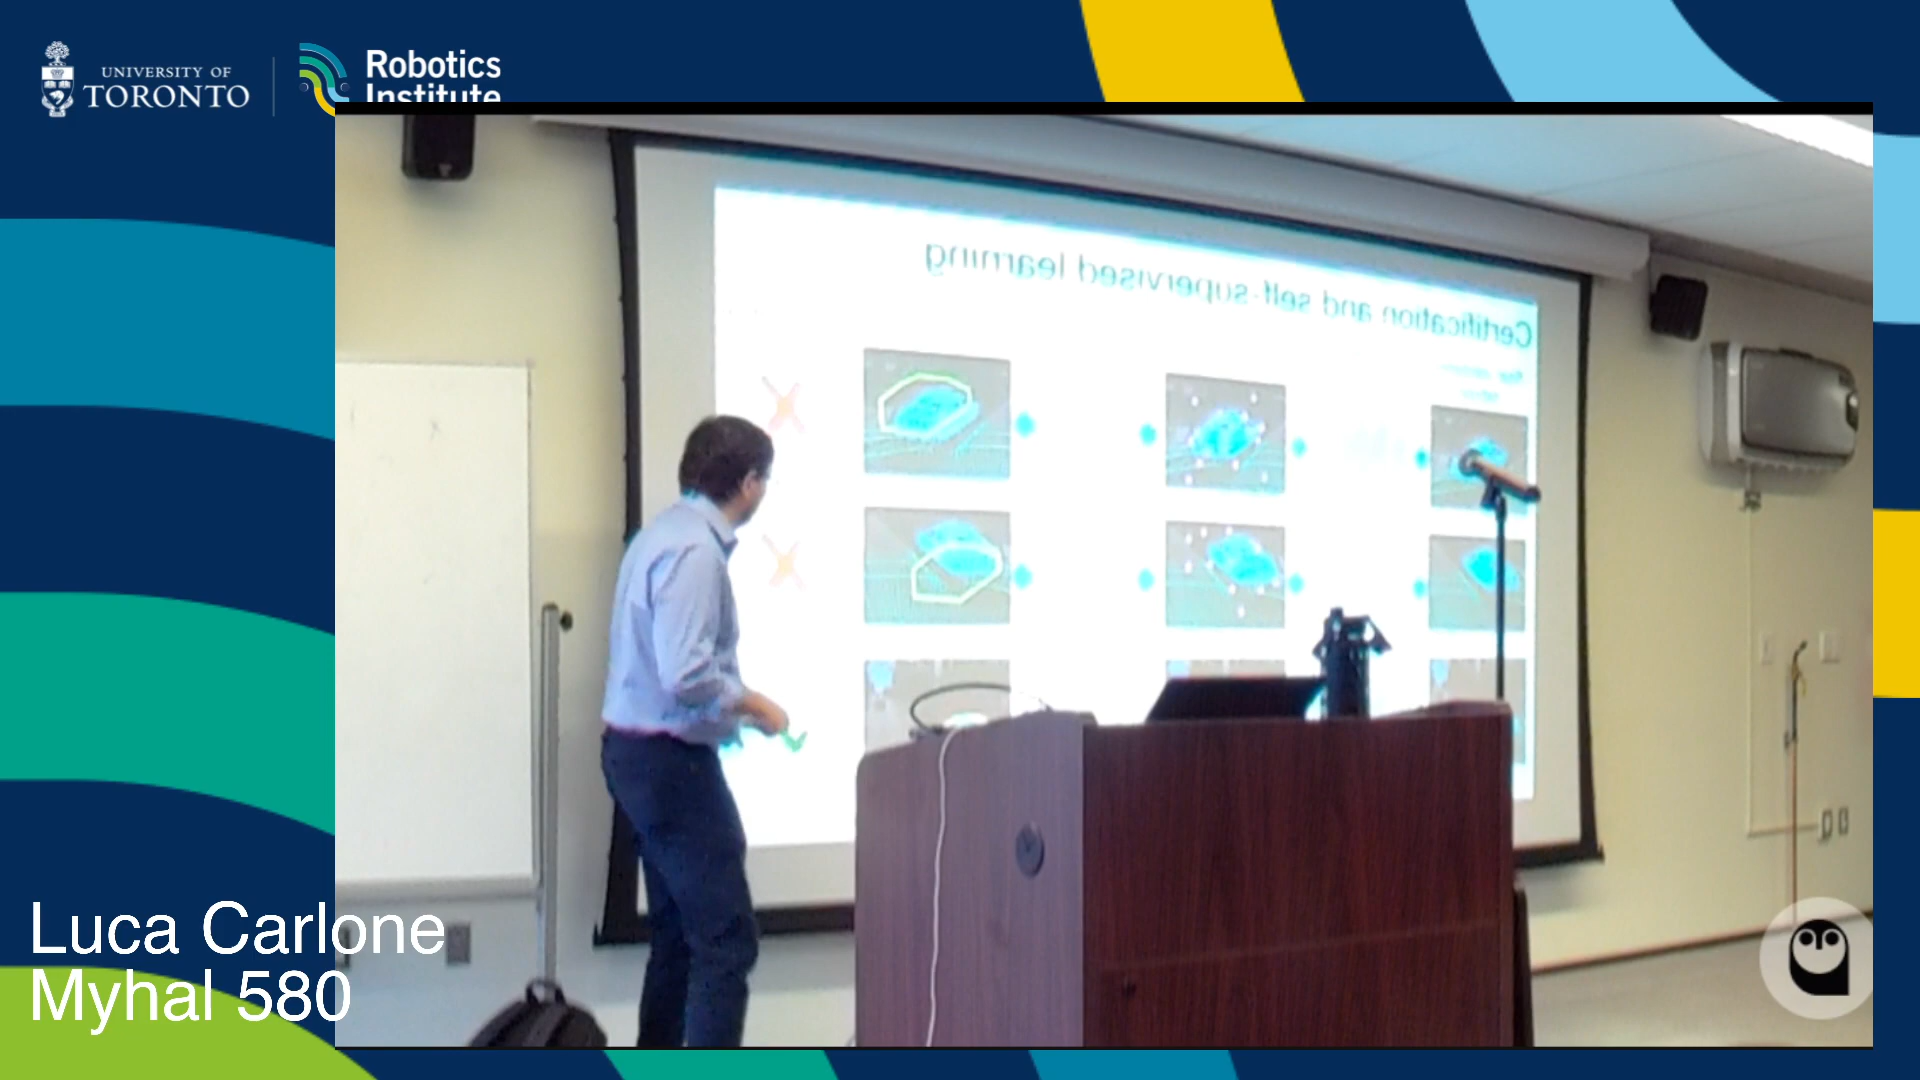 UNIVERSITY OF
TORONTO
Robotics
Institute
Certification and self-supervised learning
Luca Carlone
Myhal 580